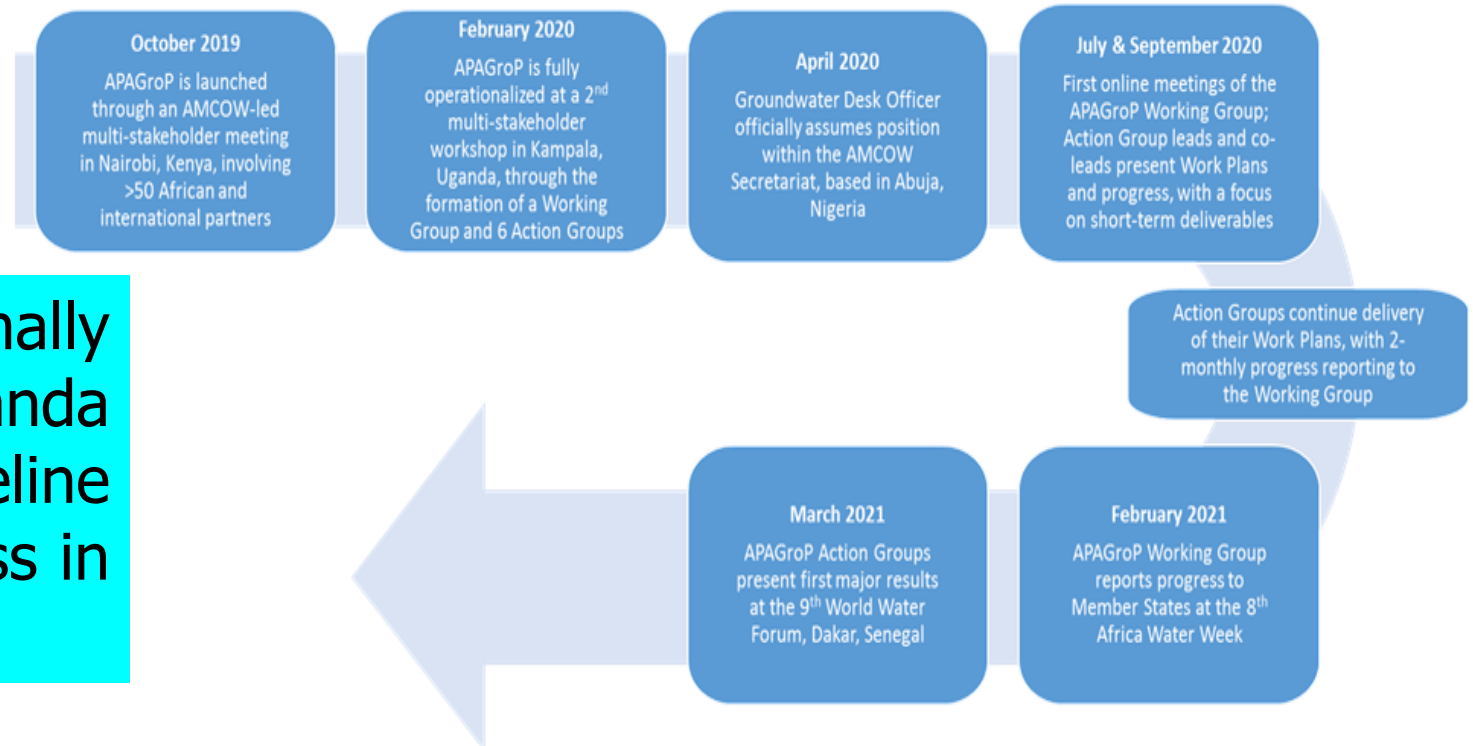 October 2019
APAGroP is launched
through an AMCOW-led
multi-stakeholder meeting
in Nairobi, Kenya, involving
>50 African and
international partners
February 2020
APAGroP is fully
operationalized at a 2nd
multi-stakeholder
workshop in Kampala,
Uganda, through the
formation of a Working
Group and 6 Action Groups
April 2020
Groundwater Desk Officer
officially assumes position
within the AMCOW
Secretariat, based in Abuja,
Nigeria
July & September 2020
First online meetings of the
APAGroP Working Group;
Action Group leads and co-
leads present Work Plans
and progress, with a focus
on short-term deliverables
Action Groups continue delivery
of their Work Plans, with 2-
monthly progress reporting to
the Working Group
nally
anda
eline
ss in
March 2021
APAGroP Action Groups
present first major results
at the 9th World Water
Forum, Dakar, Senegal
February 2021
APAGroP Working Group
reports progress to
Member States at the 8th
Africa Water Week